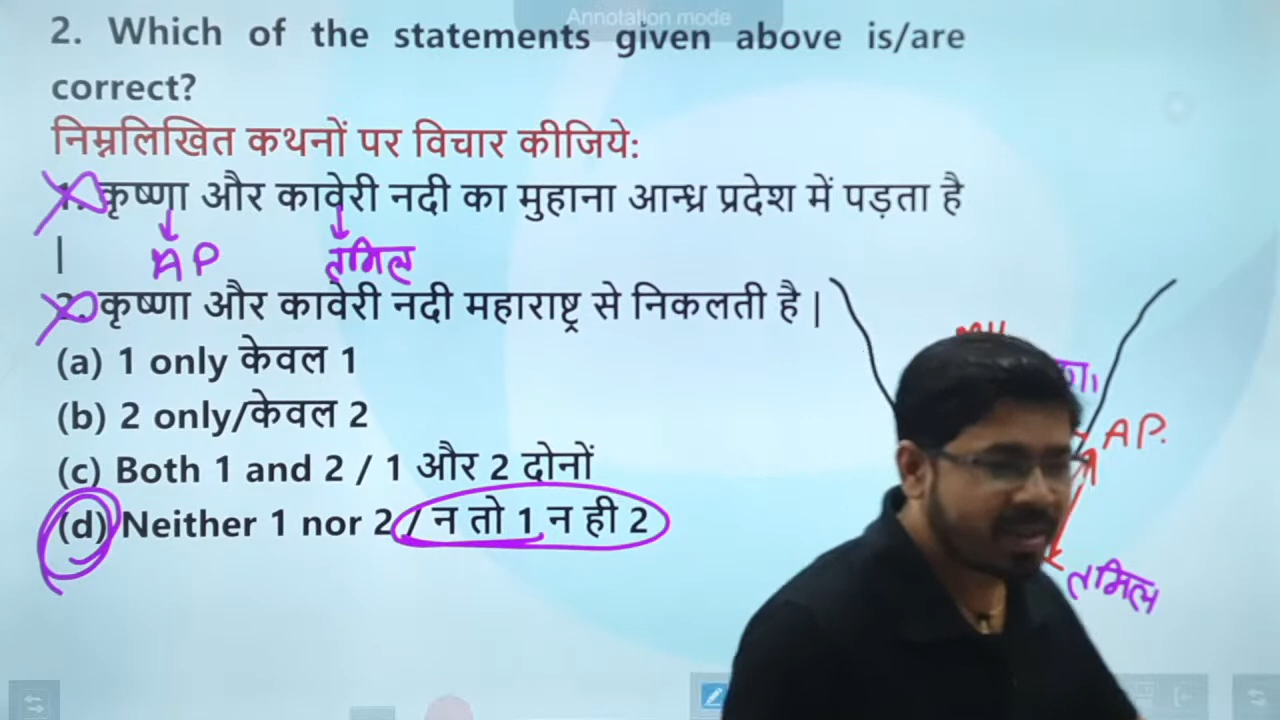 Annotation mode
2. Which of the statements given above is/are
correct?
निम्नलिखित कथनों पर विचार कीजिये:
1. कृष्णा और कावेरी नदी का मुहाना आन्ध्र प्रदेश में पड़ता है
|
AP तमिल
2. कृष्णा और कावेरी नदी महाराष्ट्र से निकलती है |
(a) 1 only केवल 1
(b) 2 only/केवल 2
(c) Both 1 and 2 / 1 और 2 दोनों
(d) Neither 1 nor 2 / न तो 1 न ही 2
AP.
तमिल